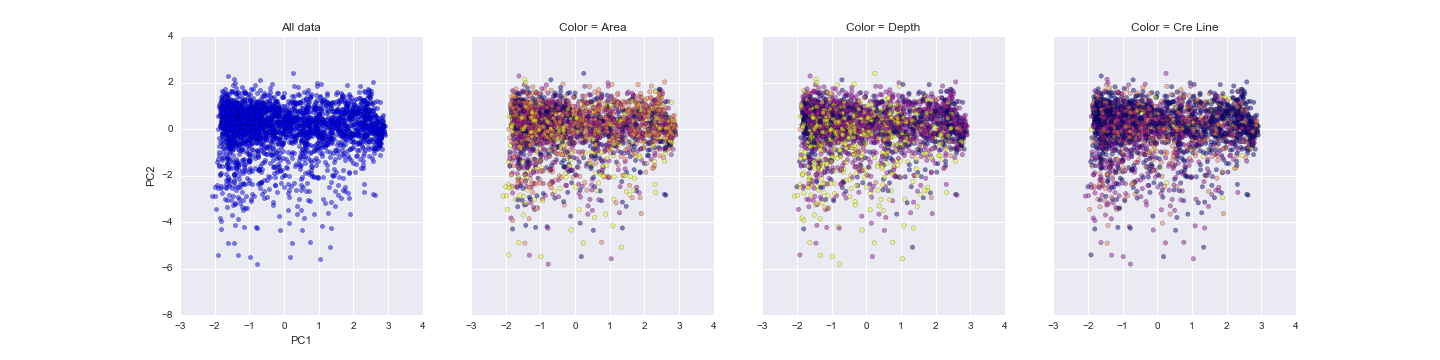 All data
Color = Area
Color = Depth
Color = Cre Line
4
2
0
−2
−4
−6
−8
PC2
−3 −2 −1 0 1 2 3 4
−3 −2 −1 0 1 2 3 4
−3 −2 −1 0 1 2 3 4
−3 −2 −1 0 1 2 3 4
PC1